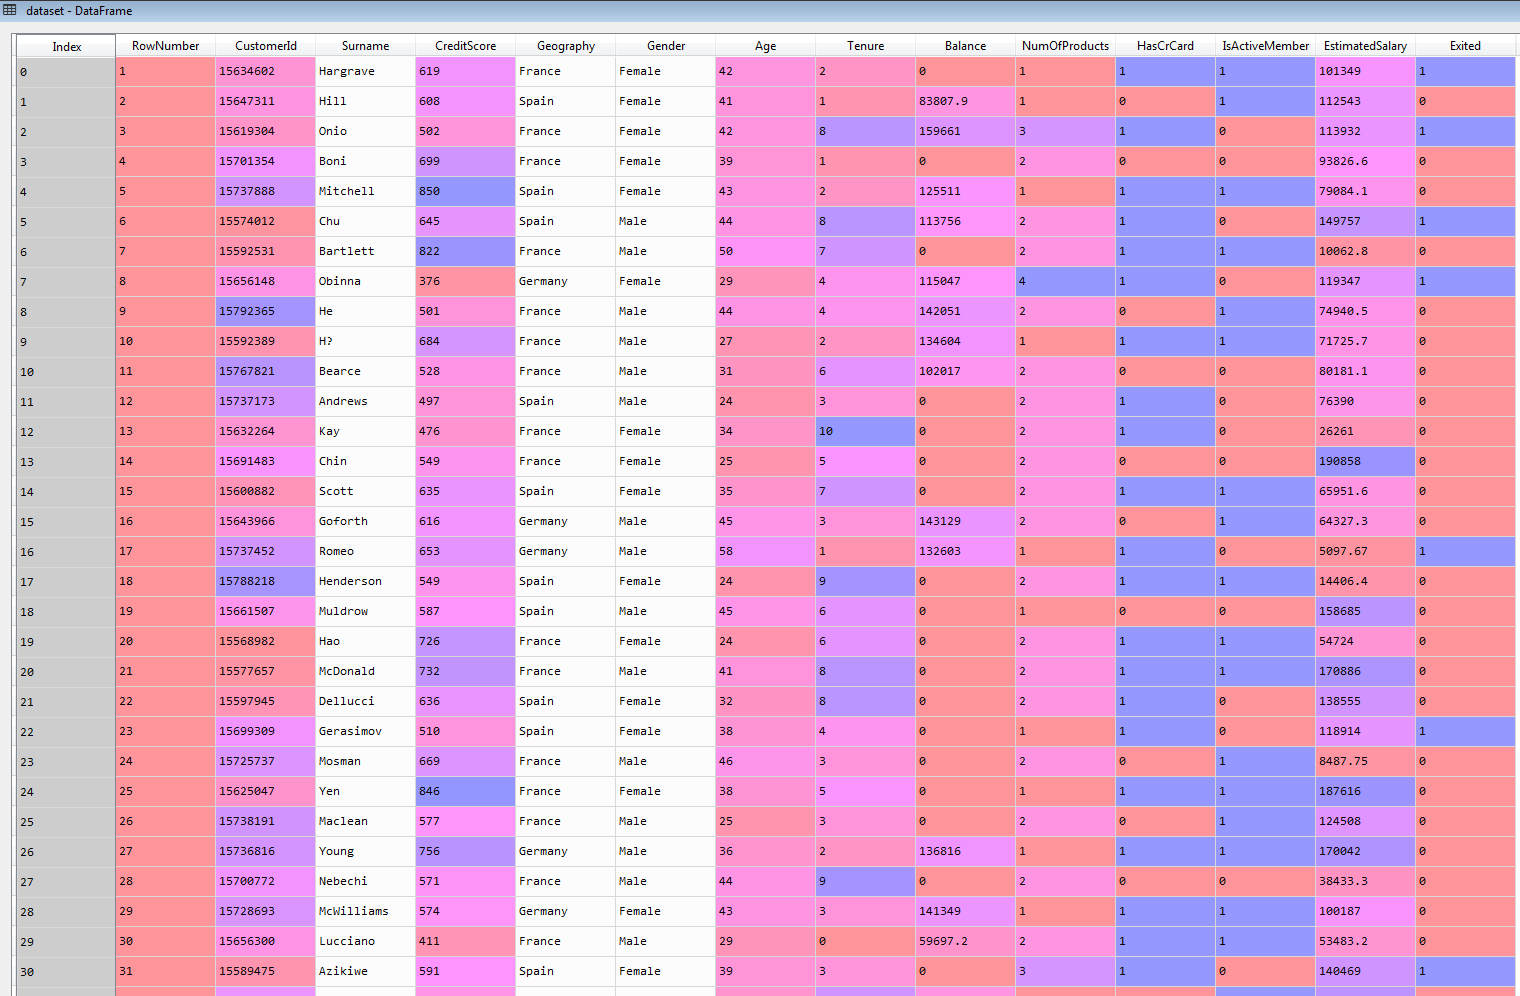 dataset - DataFrame
Index RowNumber CustomerId Surname CreditScore Geography Gender Age Tenure Balance NumOfProducts HasCrCard IsActiveMember EstimatedSalary Exited
0 1 15634602 Hargrave 619 France Female 42 2 0 1 1 1 101349 1
1 2 15647311 Hill 608 Spain Female 41 1 83807.9 1 0 1 112543 0
2 3 15619304 Onio 502 France Female 42 8 159661 3 1 0 113932 1
3 4 15701354 Boni 699 France Female 39 1 0 2 0 0 93826.6 0
4 5 15737888 Mitchell 850 Spain Female 43 2 125511 1 1 1 79084.1 0
5 6 15574012 Chu 645 Spain Male 44 8 113756 2 1 0 149757 1
6 7 15592531 Bartlett 822 France Male 50 7 0 2 1 1 10062.8 0
7 8 15656148 Obinna 376 Germany Female 29 4 115047 4 1 0 119347 1
8 9 15792365 He 501 France Male 44 4 142051 2 0 1 74940.5 0
9 10 15592389 H? 684 France Male 27 2 134604 1 1 1 71725.7 0
10 11 15767821 Bearce 528 France Male 31 6 102017 2 0 0 80181.1 0
11 12 15737173 Andrews 497 Spain Male 24 3 0 2 1 0 76390 0
12 13 15632264 Kay 476 France Female 34 10 0 2 1 0 26261 0
13 14 15691483 Chin 549 France Female 25 5 0 2 0 0 190858 0
14 15 15600882 Scott 635 Spain Female 35 7 0 2 1 1 65951.6 0
15 16 15643966 Goforth 616 Germany Male 45 3 143129 2 0 1 64327.3 0
16 17 15737452 Romeo 653 Germany Male 58 1 132603 1 1 0 5097.67 1
17 18 15788218 Henderson 549 Spain Female 24 9 0 2 1 1 14406.4 0
18 19 15661507 Muldrow 587 Spain Male 45 6 0 1 0 0 158685 0
19 20 15568982 Hao 726 France Female 24 6 0 2 1 1 54724 0
20 21 15577657 McDonald 732 France Male 41 8 0 2 1 1 170886 0
21 22 15597945 Dellucci 636 Spain Female 32 8 0 2 1 0 138555 0
22 23 15699309 Gerasimov 510 Spain Female 38 4 0 1 1 0 118914 1
23 24 15725737 Mosman 669 France Male 46 3 0 2 0 1 8487.75 0
24 25 15625047 Yen 846 France Female 38 5 0 1 1 1 187616 0
25 26 15738191 Maclean 577 France Male 25 3 0 2 0 1 124508 0
26 27 15736816 Young 756 Germany Male 36 2 136816 1 1 1 170042 0
27 28 15700772 Nebechi 571 France Male 44 9 0 2 0 0 38433.3 0
28 29 15728693 McWilliams 574 Germany Female 43 3 141349 1 1 1 100187 0
29 30 15656300 Lucciano 411 France Male 29 0 59697.2 2 1 1 53483.2 0
30 31 15589475 Azikiwe 591 Spain Female 39 3 0 3 1 0 140469 1